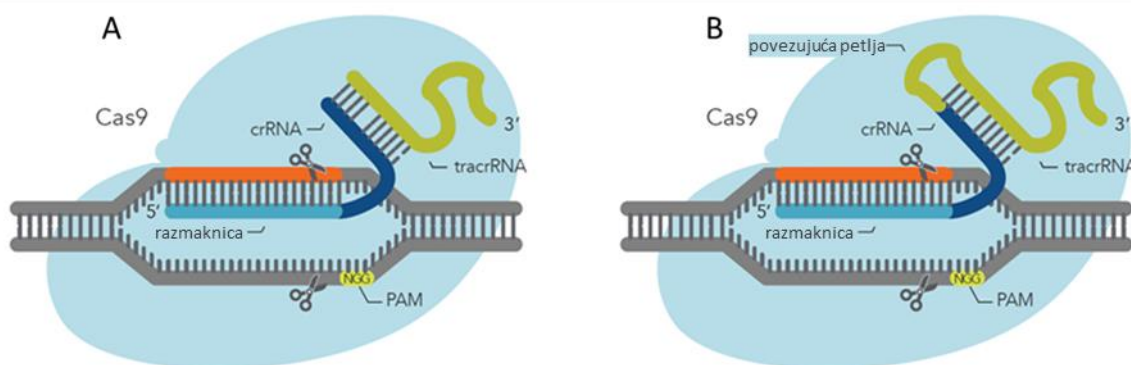 A
Cas9
crRNA
3'
tracrRNA
5'
razmaknica
NGG
PAM
B
povezujuća petlja
Cas9
crRNA
3'
tracrRNA
5'
razmaknica
NGG
PAM